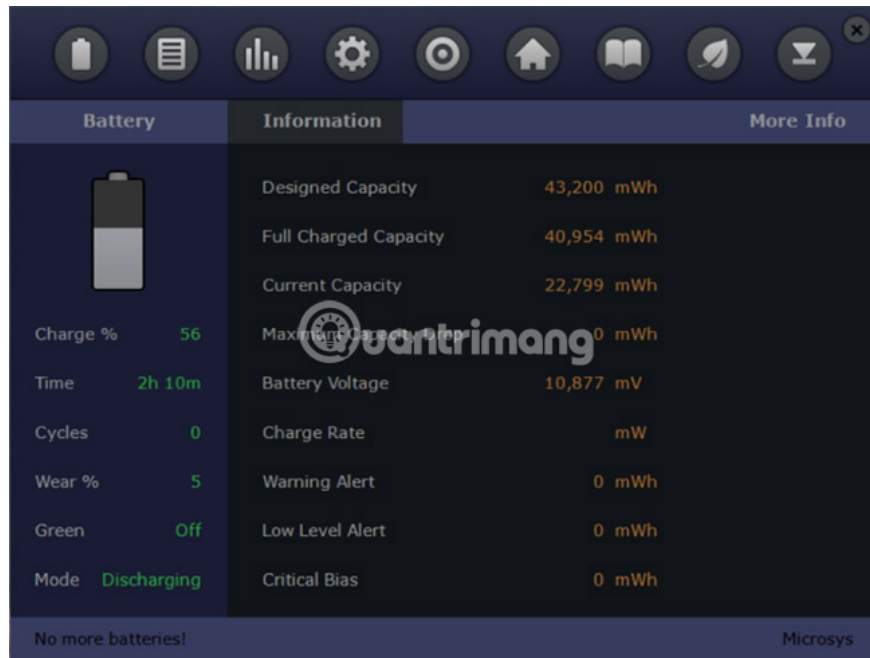 Battery
Information
More Info
Charge % 56
Time 2h 10m
Cycles 0
Wear % 5
Green Off
Mode Discharging
Designed Capacity 43,200 mWh
Full Charged Capacity 40,954 mWh
Current Capacity 22,799 mWh
Maximum Capacity Drop 0 mWh
Battery Voltage 10,877 mV
Charge Rate mW
Warning Alert 0 mWh
Low Level Alert 0 mWh
Critical Bias 0 mWh
Quantrimang
No more batteries!
Microsys